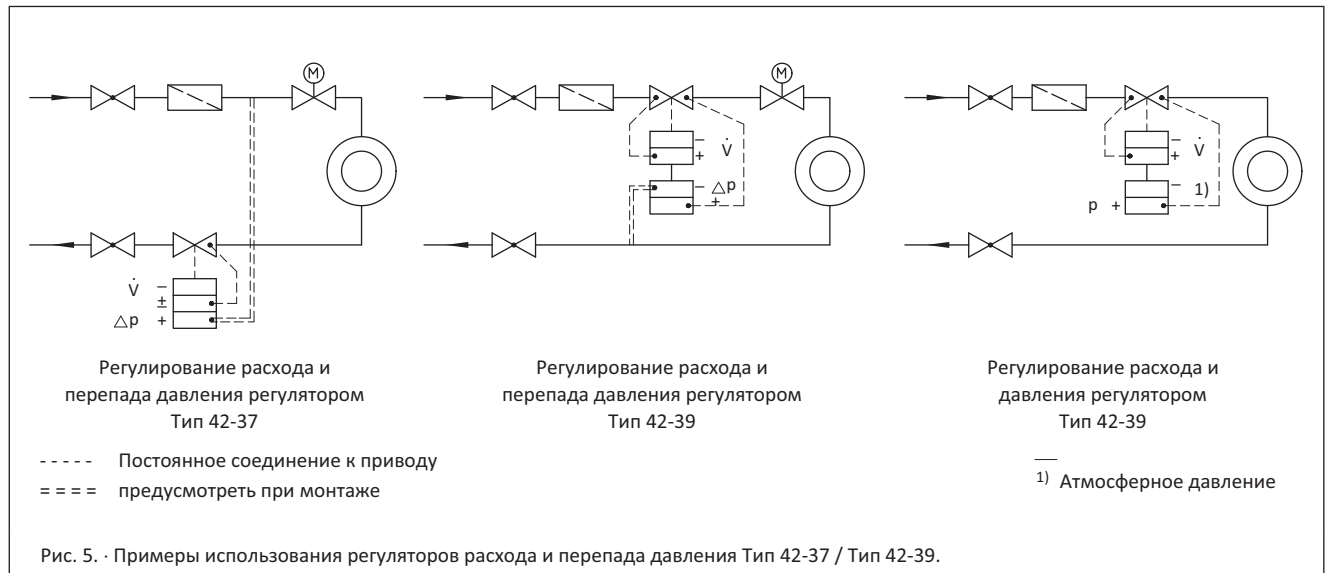 M
V̇ −
±
△p +
M
−
+ V̇
− △p
+
−
+ V̇
− 1)
p +
Регулирование расхода и
перепада давления регулятором
Тип 42-37
Регулирование расхода и
перепада давления регулятором
Тип 42-39
Регулирование расхода и
давления регулятором
Тип 42-39
- - - - - Постоянное соединение к приводу
= = = = предусмотреть при монтаже
1) Атмосферное давление
Рис. 5. · Примеры использования регуляторов расхода и перепада давления Тип 42-37 / Тип 42-39.